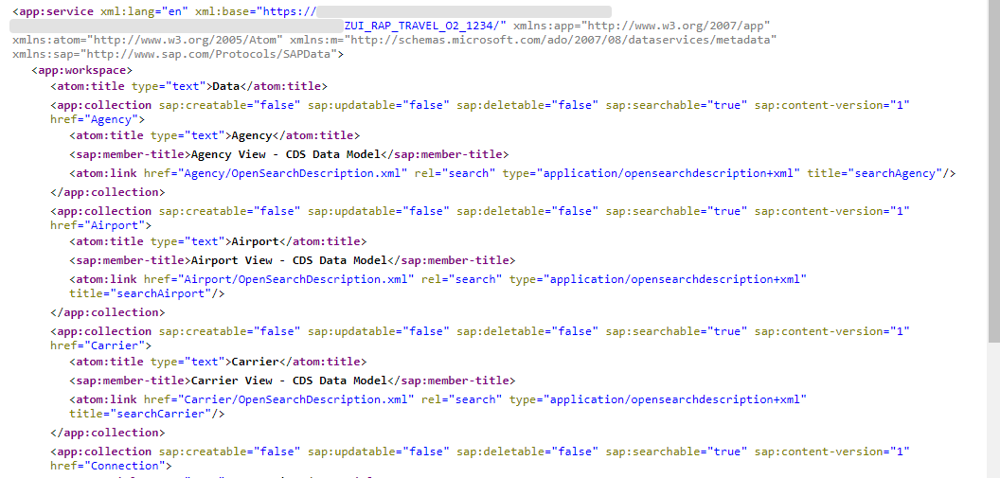 <app:service xml:lang="en" xml:base="https://
ZUI_RAP_TRAVEL_O2_1234/" xmlns:app="http://www.w3.org/2007/app"
xmlns:atom="http://www.w3.org/2005/Atom" xmlns:m="http://schemas.microsoft.com/ado/2007/08/dataservices/metadata"
xmlns:sap="http://www.sap.com/Protocols/SAPData">
<app:workspace>
<atom:title type="text">Data</atom:title>
<app:collection sap:creatable="false" sap:updatable="false" sap:deletable="false" sap:searchable="true" sap:content-version="1"
href="Agency">
<atom:title type="text">Agency</atom:title>
<sap:member-title>Agency View - CDS Data Model</sap:member-title>
<atom:link href="Agency/OpenSearchDescription.xml" rel="search" type="application/opensearchdescription+xml" title="searchAgency"/>
</app:collection>
<app:collection sap:creatable="false" sap:updatable="false" sap:deletable="false" sap:searchable="true" sap:content-version="1"
href="Airport">
<atom:title type="text">Airport</atom:title>
<sap:member-title>Airport View - CDS Data Model</sap:member-title>
<atom:link href="Airport/OpenSearchDescription.xml" rel="search" type="application/opensearchdescription+xml"
title="searchAirport"/>
</app:collection>
<app:collection sap:creatable="false" sap:updatable="false" sap:deletable="false" sap:searchable="true" sap:content-version="1"
href="Carrier">
<atom:title type="text">Carrier</atom:title>
<sap:member-title>Carrier View - CDS Data Model</sap:member-title>
<atom:link href="Carrier/OpenSearchDescription.xml" rel="search" type="application/opensearchdescription+xml"
title="searchCarrier"/>
</app:collection>
<app:collection sap:creatable="false" sap:updatable="false" sap:deletable="false" sap:searchable="true" sap:content-version="1"
href="Connection">